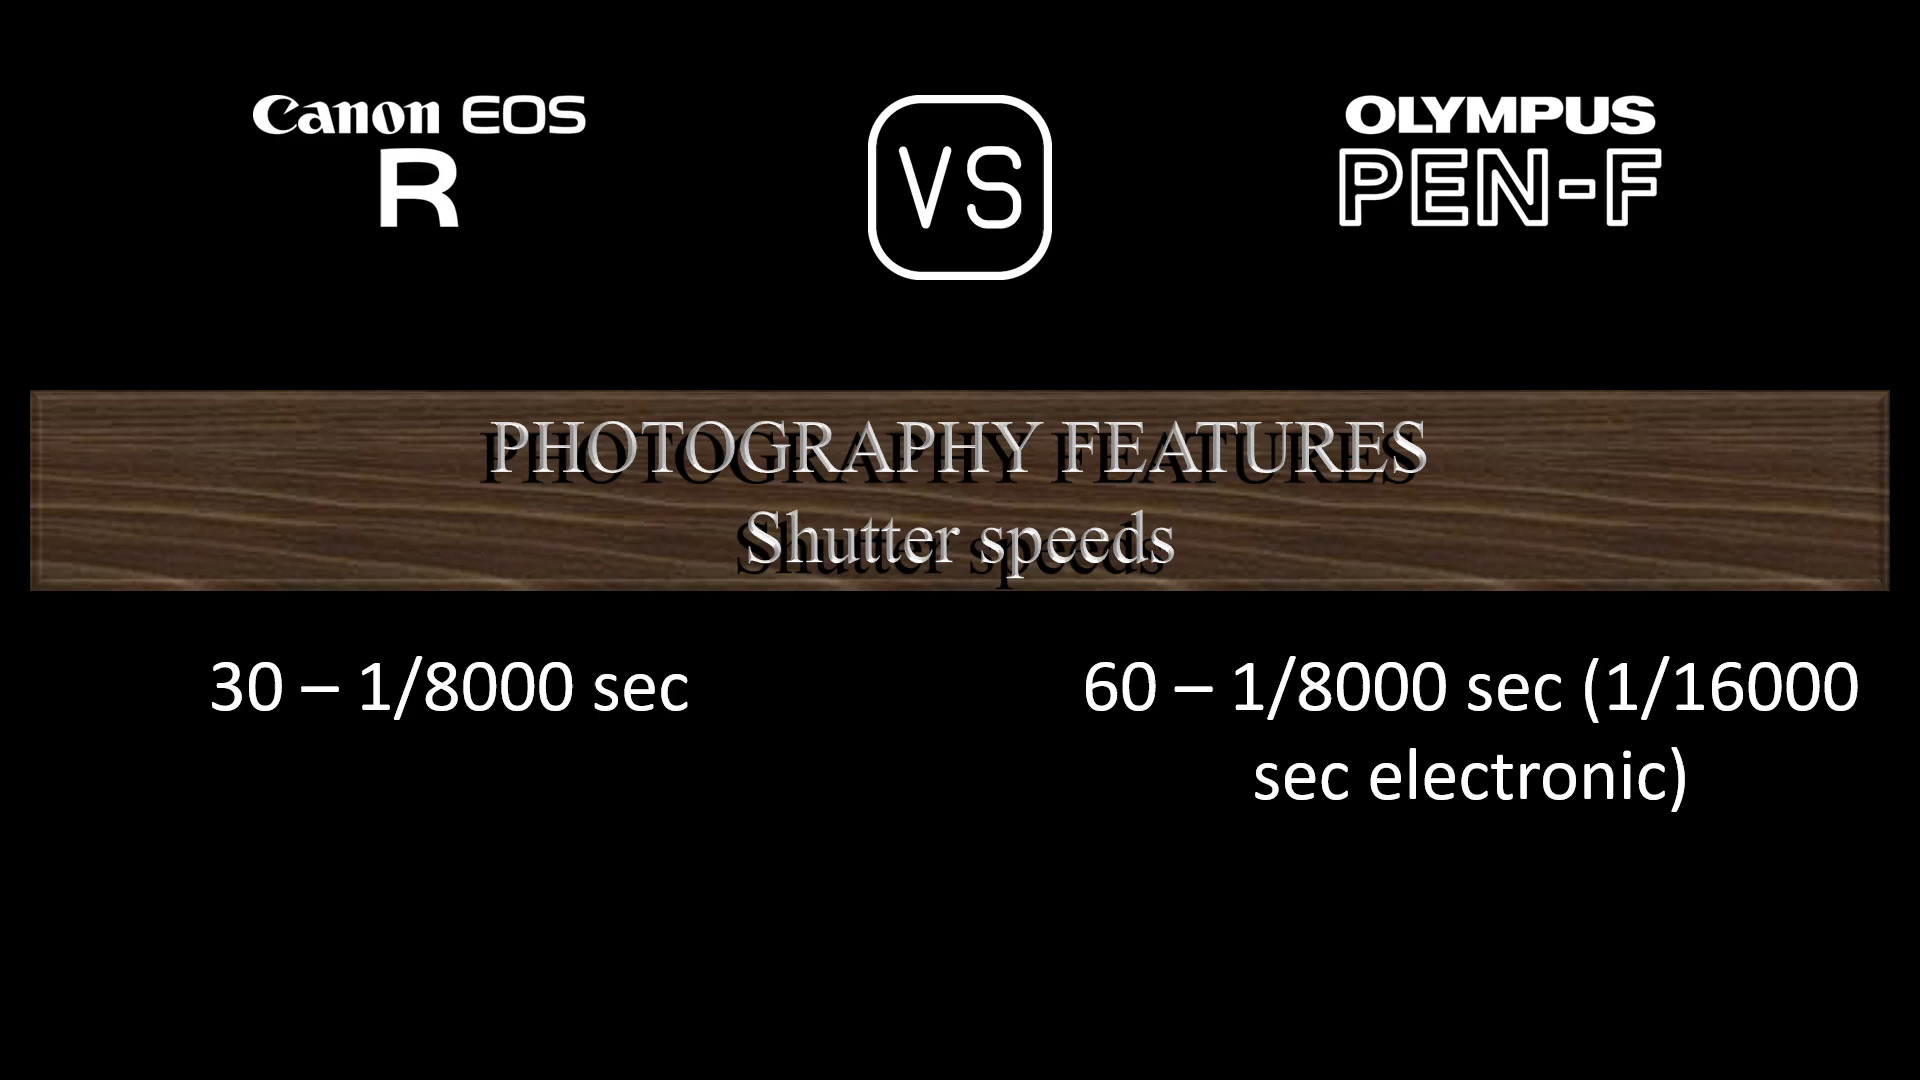 Canon EOS
R
VS
OLYMPUS
PEN-F
PHOTOGRAPHY FEATURES
Shutter speeds
30 – 1/8000 sec
60 – 1/8000 sec (1/16000
sec electronic)